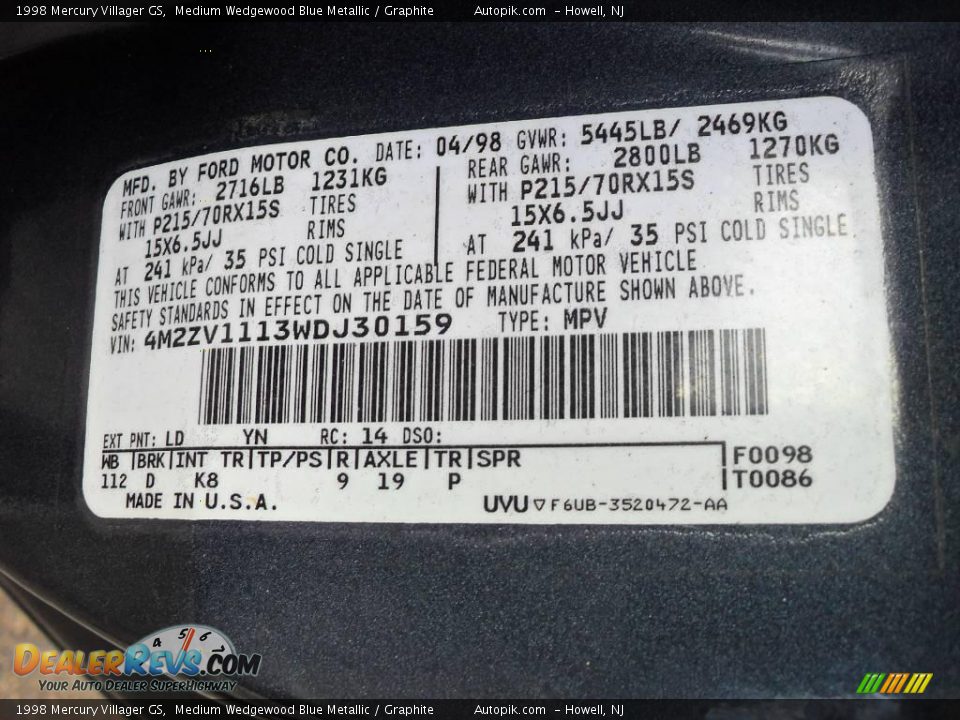 1998 Mercury Villager GS,  Medium Wedgewood Blue Metallic / Graphite    Autopik.com  - Howell, NJ
MFD. BY FORD MOTOR CO. DATE: 04/98 GVWR: 5445LB/ 2469KG
FRONT GAWR: 2716LB 1231KG REAR GAWR: 2800LB 1270KG
WITH P215/70RX15S TIRES WITH P215/70RX15S TIRES
15X6.5JJ RIMS 15X6.5JJ RIMS
AT 241 kPa/ 35 PSI COLD SINGLE AT 241 kPa/ 35 PSI COLD SINGLE
THIS VEHICLE CONFORMS TO ALL APPLICABLE FEDERAL MOTOR VEHICLE
SAFETY STANDARDS IN EFFECT ON THE DATE OF MANUFACTURE SHOWN ABOVE.
VIN: 4M2ZV1113WDJ30159 TYPE: MPV
EXT PNT: LD YN RC: 14 DSO:
WB |BRK|INT TR|TP/PS|R|AXLE|TR|SPR F0098
112 D K8 9 19 P T0086
MADE IN U.S.A. UVU ▽ F6UB-3520472-AA
4 5 6
DEALERREVS.COM
Your Auto Dealer SuperHighway
1998 Mercury Villager GS,  Medium Wedgewood Blue Metallic / Graphite    Autopik.com  - Howell, NJ